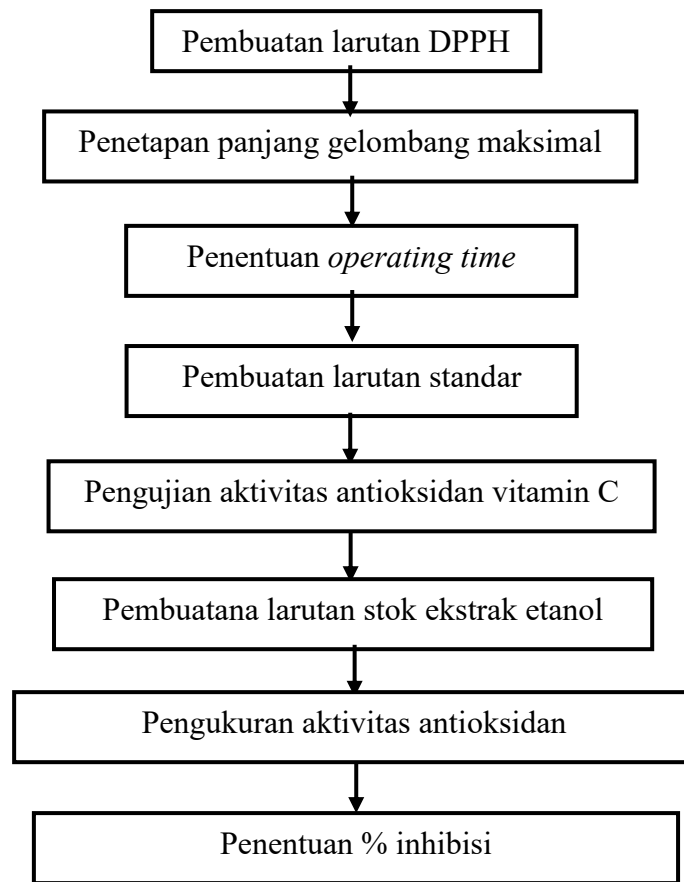 Pembuatan larutan DPPH
Penetapan panjang gelombang maksimal
Penentuan operating time
Pembuatan larutan standar
Pengujian aktivitas antioksidan vitamin C
Pembuatana larutan stok ekstrak etanol
Pengukuran aktivitas antioksidan
Penentuan % inhibisi